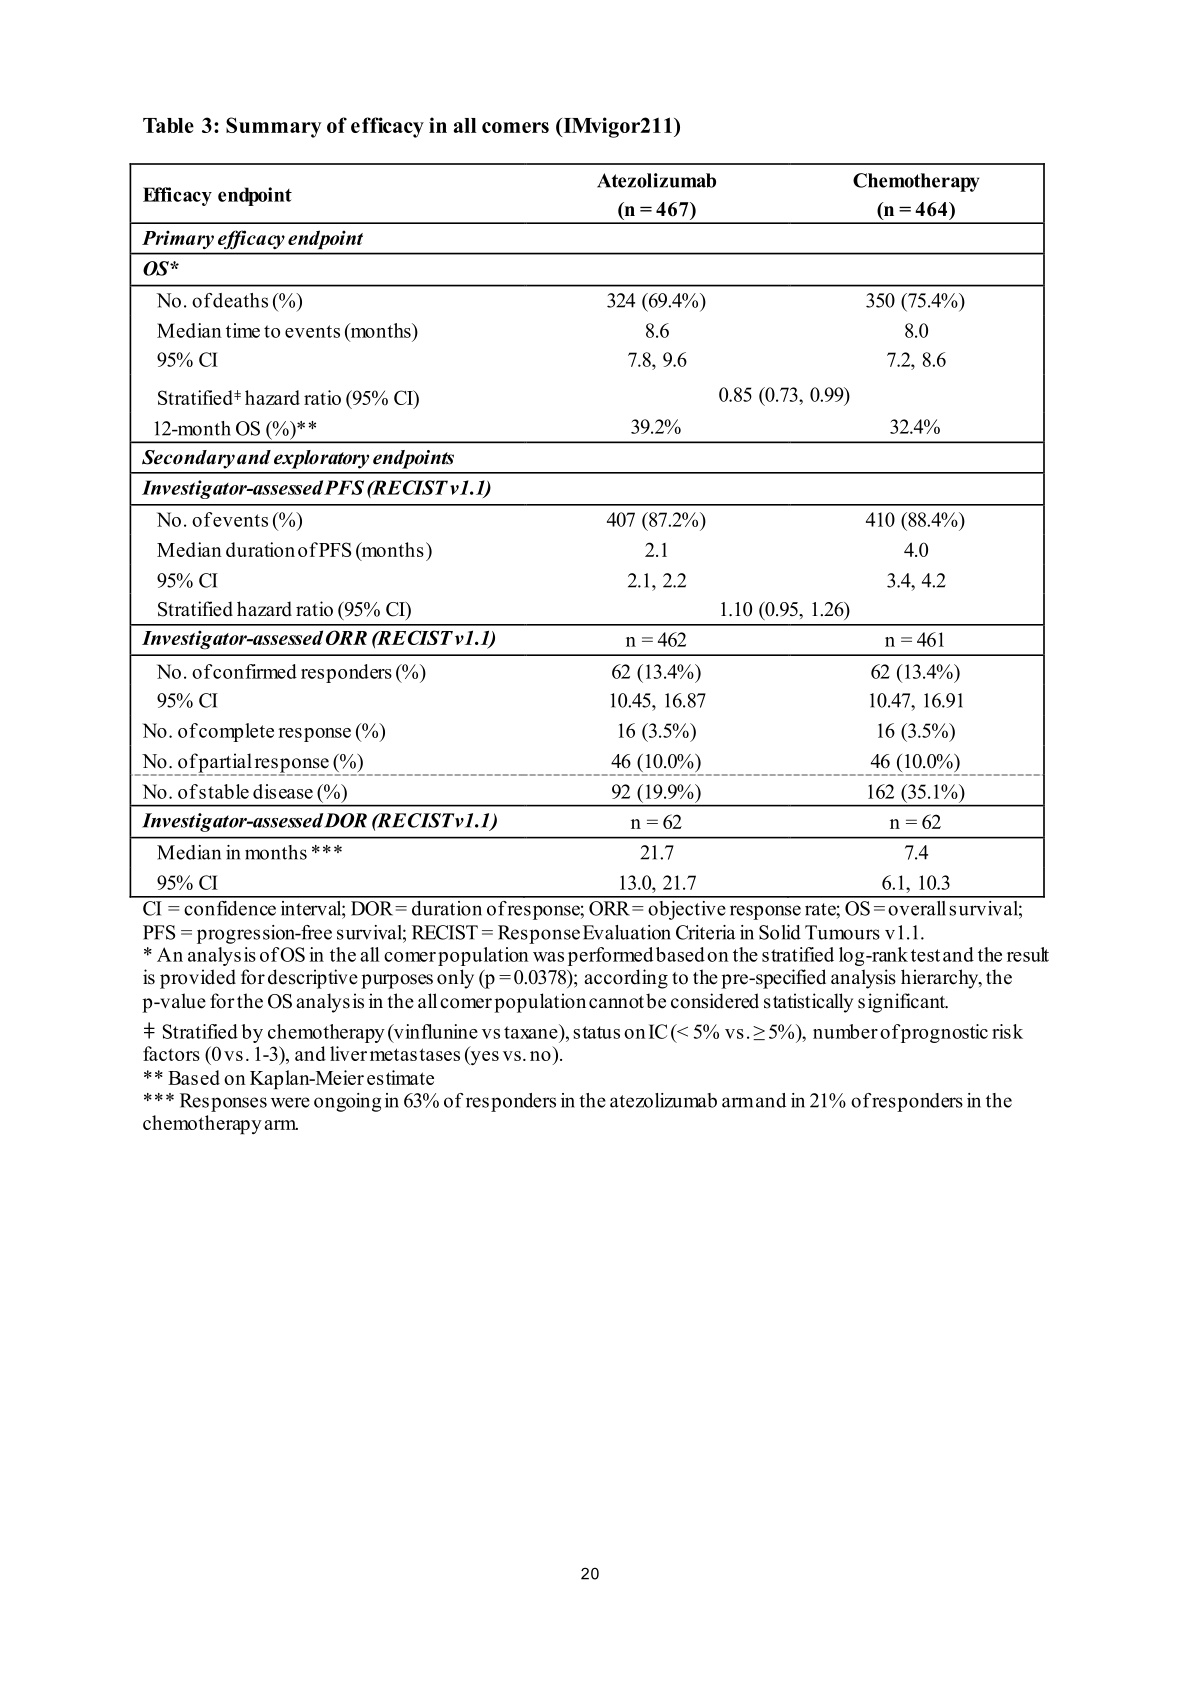 Table 3: Summary of efficacy in all comers (IMvigor211)
Efficacy endpoint
Atezolizumab
(n = 467)
Chemotherapy
(n = 464)
Primary efficacy endpoint
OS*
No. of deaths (%) 324 (69.4%) 350 (75.4%)
Median time to events (months) 8.6 8.0
95% CI 7.8, 9.6 7.2, 8.6
Stratified‡ hazard ratio (95% CI) 0.85 (0.73, 0.99)
12-month OS (%)** 39.2% 32.4%
Secondary and exploratory endpoints
Investigator-assessed PFS (RECIST v1.1)
No. of events (%) 407 (87.2%) 410 (88.4%)
Median duration of PFS (months) 2.1 4.0
95% CI 2.1, 2.2 3.4, 4.2
Stratified hazard ratio (95% CI) 1.10 (0.95, 1.26)
Investigator-assessed ORR (RECIST v1.1) n = 462 n = 461
No. of confirmed responders (%) 62 (13.4%) 62 (13.4%)
95% CI 10.45, 16.87 10.47, 16.91
No. of complete response (%) 16 (3.5%) 16 (3.5%)
No. of partial response (%) 46 (10.0%) 46 (10.0%)
No. of stable disease (%) 92 (19.9%) 162 (35.1%)
Investigator-assessed DOR (RECIST v1.1) n = 62 n = 62
Median in months *** 21.7 7.4
95% CI 13.0, 21.7 6.1, 10.3
CI = confidence interval; DOR = duration of response; ORR = objective response rate; OS = overall survival;
PFS = progression-free survival; RECIST = Response Evaluation Criteria in Solid Tumours v1.1.
* An analysis of OS in the all comer population was performed based on the stratified log-rank test and the result
is provided for descriptive purposes only (p = 0.0378); according to the pre-specified analysis hierarchy, the
p-value for the OS analysis in the all comer population cannot be considered statistically significant.
‡ Stratified by chemotherapy (vinflunine vs taxane), status on IC (< 5% vs. ≥ 5%), number of prognostic risk
factors (0 vs. 1-3), and liver metastases (yes vs. no).
** Based on Kaplan-Meier estimate
*** Responses were ongoing in 63% of responders in the atezolizumab arm and in 21% of responders in the
chemotherapy arm.
20